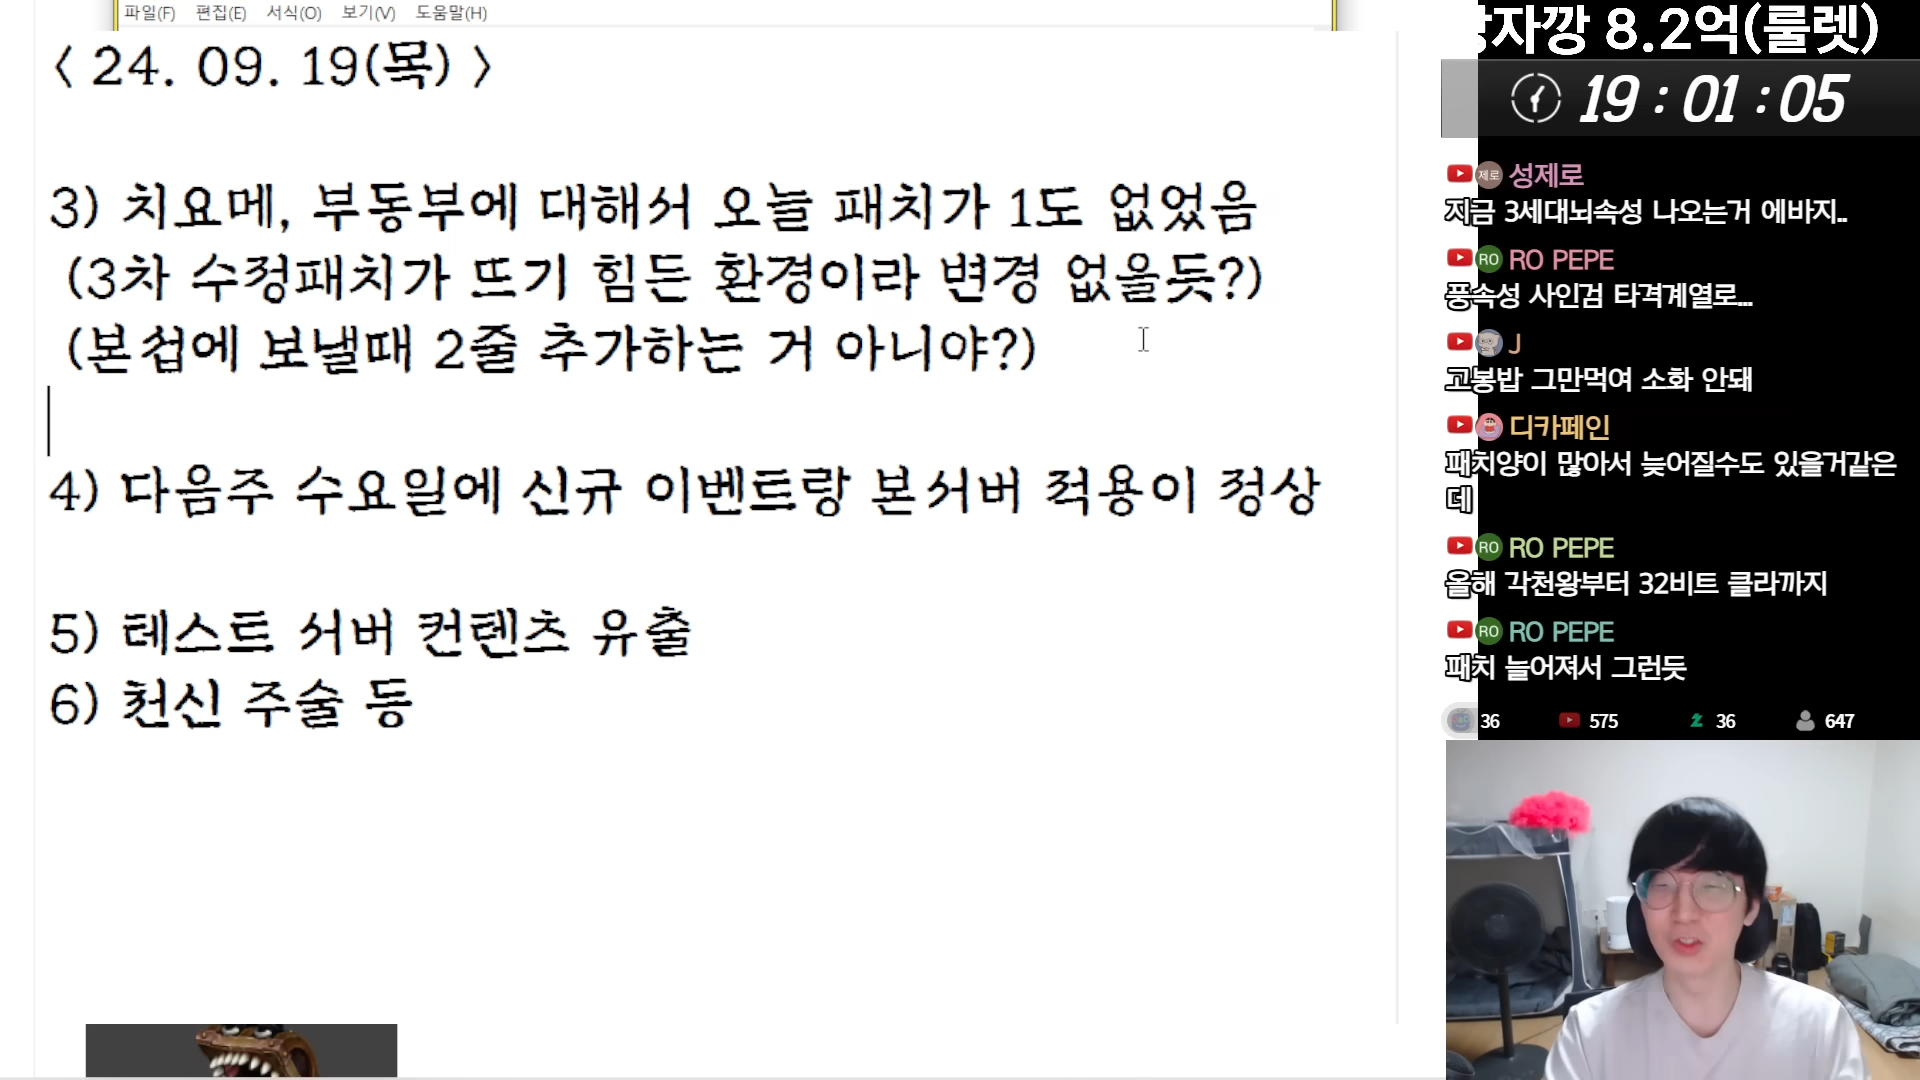 파일(F) 편집(E) 서식(O) 보기(V) 도움말(H)
< 24. 09. 19(목) >
3) 치요메, 부동부에 대해서 오늘 패치가 1도 없었음
(3차 수정패치가 뜨기 힘든 환경이라 변경 없을듯?)
(본섭에 보낼때 2줄 추가하는 거 아니야?)
4) 다음주 수요일에 신규 이벤트랑 본서버 적용이 정상
5) 테스트 서버 컨텐츠 유출
6) 천신 주술 등
자깡 8.2억(룰렛)
19 : 01 : 05
제로 성제로
지금 3세대뇌속성 나오는거 에바지..
RO RO PEPE
풍속성 사인검 타격계열로...
J
고봉밥 그만먹여 소화 안돼
디카페인
패치양이 많아서 늦어질수도 있을거같은
데
RO RO PEPE
올해 각천왕부터 32비트 클라까지
RO RO PEPE
패치 늘어져서 그런듯
36 575 36 647